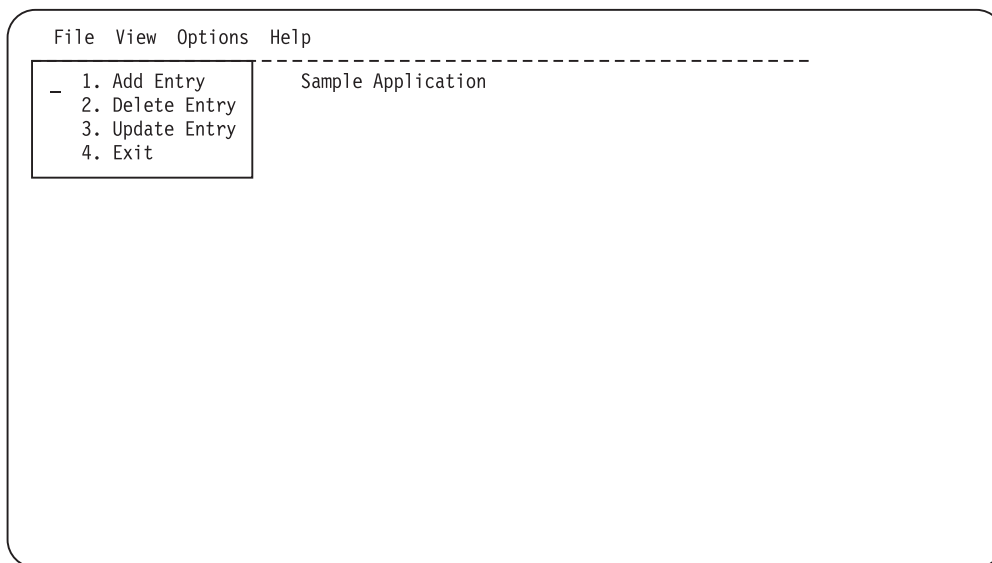 File View Options Help
_ 1. Add Entry Sample Application
2. Delete Entry
3. Update Entry
4. Exit